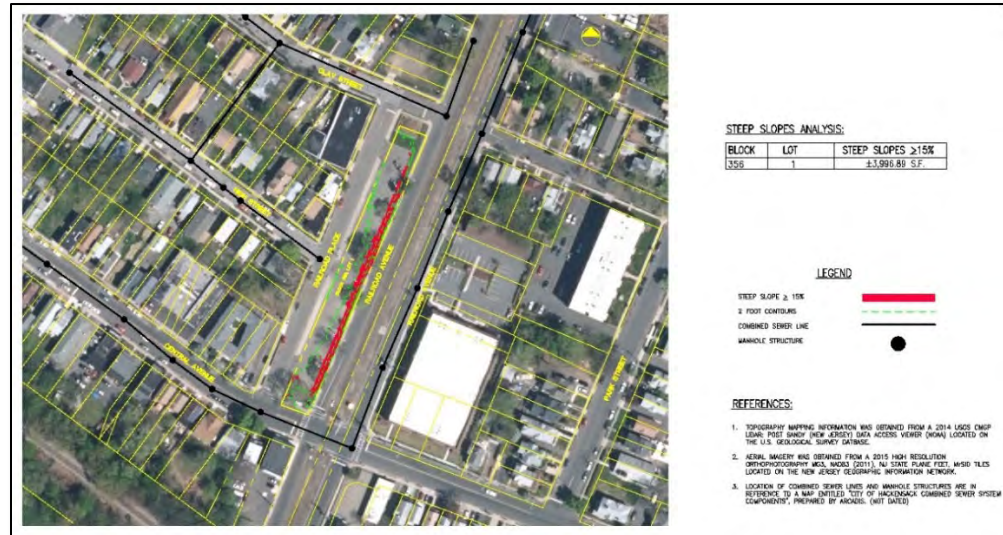 CLAY STREET
RAILROAD PLACE
RAILROAD AVENUE
CENTRAL AVENUE
PARK STREET
STEEP SLOPES ANALYSIS:
BLOCK LOT STEEP SLOPES ≥15%
356 1 ±3,996.89 S.F.
LEGEND
STEEP SLOPE ≥ 15%
2 FOOT CONTOURS
COMBINED SEWER LINE
MANHOLE STRUCTURE
REFERENCES:
1. TOPOGRAPHY MAPPING INFORMATION WAS OBTAINED FROM A 2014 USGS CMGP
LIDAR: POST SANDY (NEW JERSEY) DATA ACCESS VIEWER (NOAA) LOCATED ON
THE U.S. GEOLOGICAL SURVEY DATABASE.
2. AERIAL IMAGERY WAS OBTAINED FROM A 2015 HIGH RESOLUTION
ORTHOPHOTOGRAPHY MG3, NAD83 (2011), NJ STATE PLANE FEET, MrSID TILES
LOCATED ON THE NEW JERSEY GEOGRAPHIC INFORMATION NETWORK.
3. LOCATION OF COMBINED SEWER LINES AND MANHOLE STRUCTURES ARE IN
REFERENCE TO A MAP ENTITLED "CITY OF HACKENSACK COMBINED SEWER SYSTEM
COMPONENTS", PREPARED BY ARCADIS. (NOT DATED)